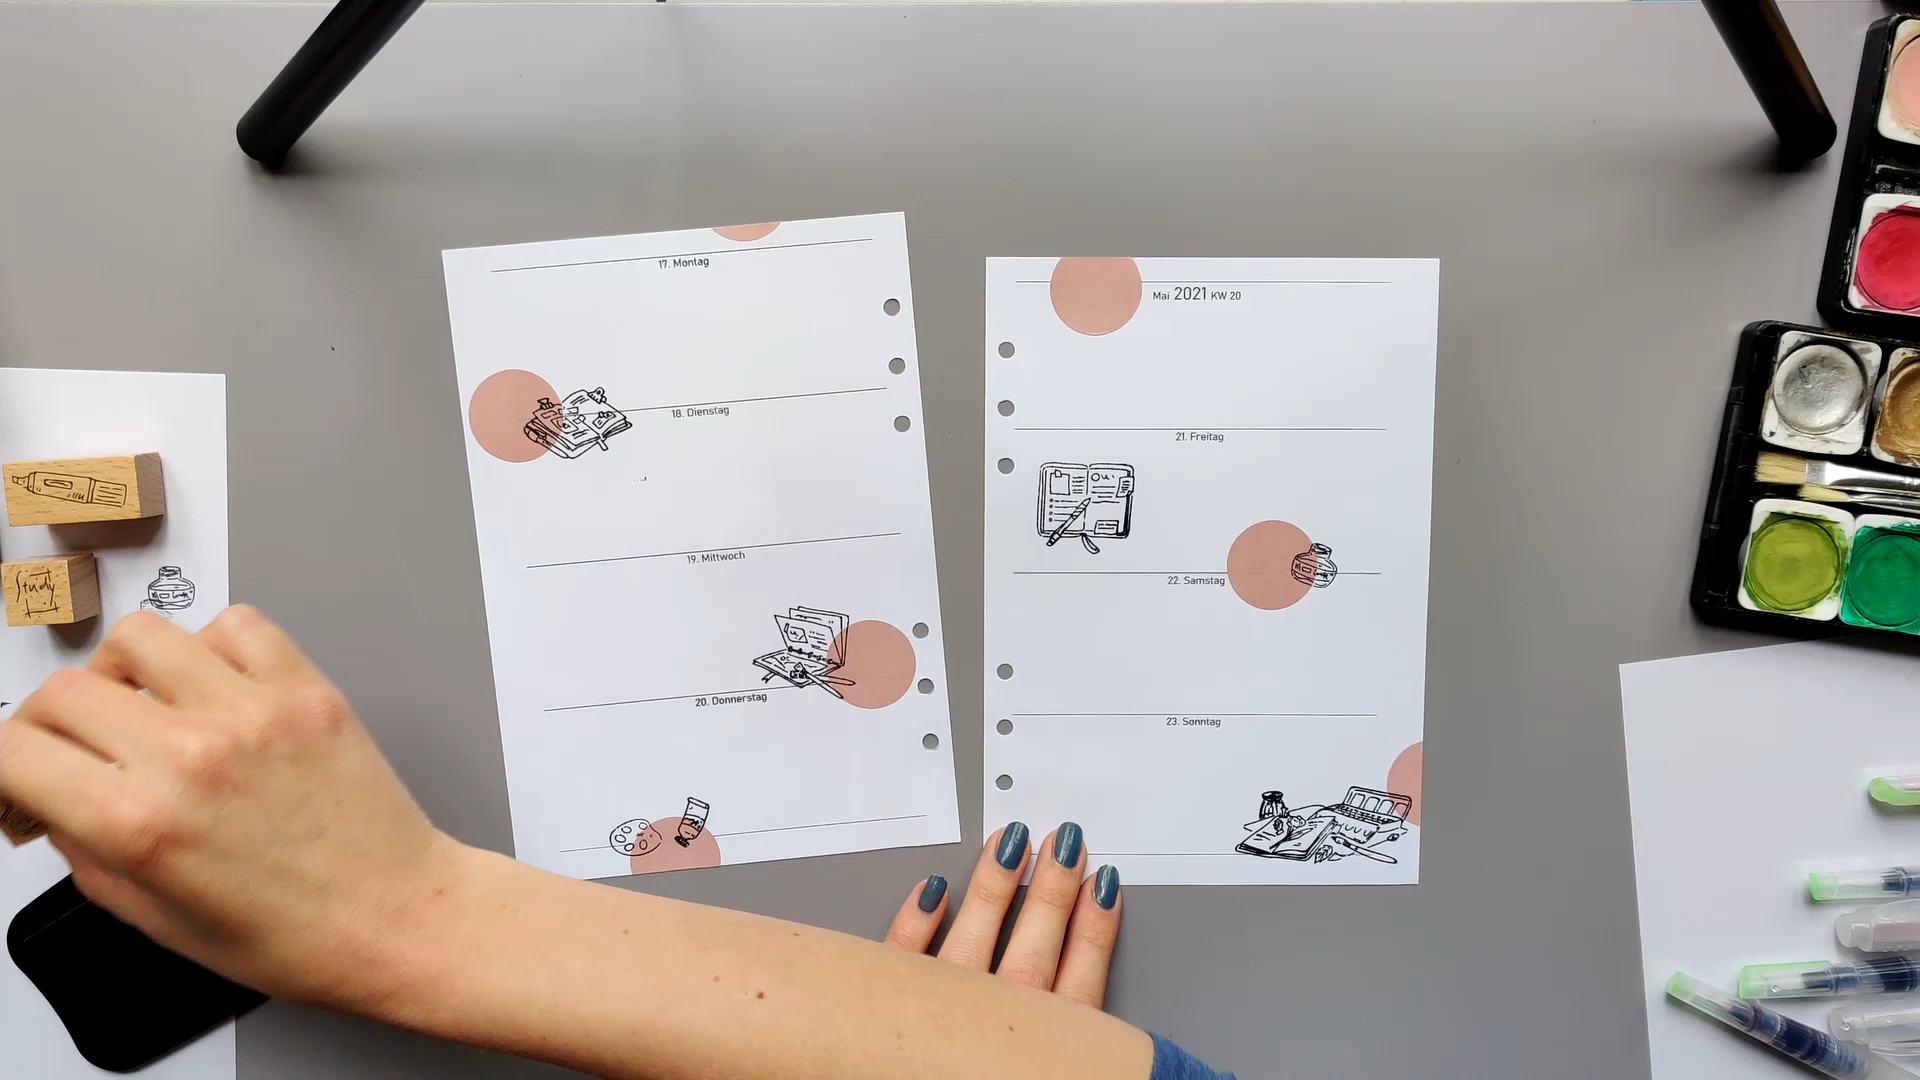 17. Montag
18. Dienstag
19. Mittwoch
20. Donnerstag
Mai 2021 KW 20
21. Freitag
22. Samstag
23. Sonntag
Study